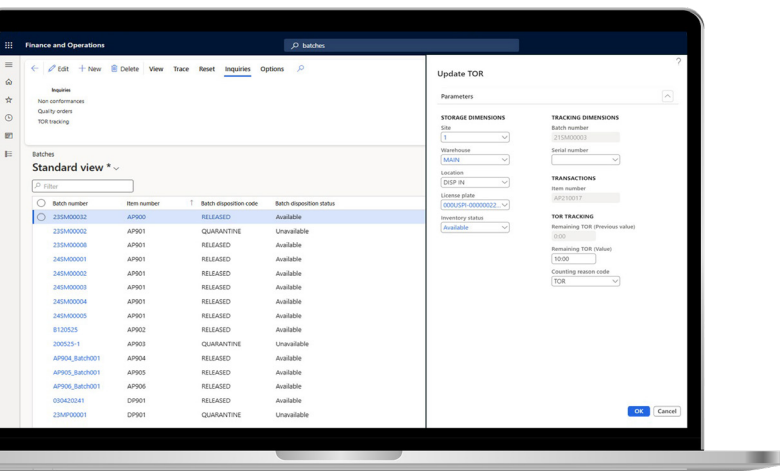 Finance and Operations
batches
Edit
New
Delete
View
Trace
Reset
Inquiries
Options
Inquiries
Non conformances
Quality orders
TOR tracking
Batches
Standard view *
Filter
Batch number Item number ↑ Batch disposition code Batch disposition status
23SM00032 AP900 RELEASED Available
23SM00002 AP901 QUARANTINE Unavailable
23SM00008 AP901 RELEASED Available
24SM00001 AP901 RELEASED Available
24SM00002 AP901 RELEASED Available
24SM00003 AP901 RELEASED Available
24SM00004 AP901 RELEASED Available
24SM00005 AP901 RELEASED Available
B120525 AP902 RELEASED Available
200525-1 AP903 QUARANTINE Unavailable
AP904_Batch001 AP904 RELEASED Available
AP905_Batch001 AP905 RELEASED Available
AP906_Batch001 AP906 RELEASED Available
030420241 DP901 RELEASED Available
23MP00001 DP901 QUARANTINE Unavailable
?
Update TOR
Parameters
STORAGE DIMENSIONS
Site
1
Warehouse
MAIN
Location
DISP IN
License plate
000USPI-00000022...
Inventory status
Available
TRACKING DIMENSIONS
Batch number
21SM00003
Serial number
TRANSACTIONS
Item number
AP210017
TOR TRACKING
Remaining TOR (Previous value)
0:00
Remaining TOR (Value)
10:00
Counting reason code
TOR
OK
Cancel